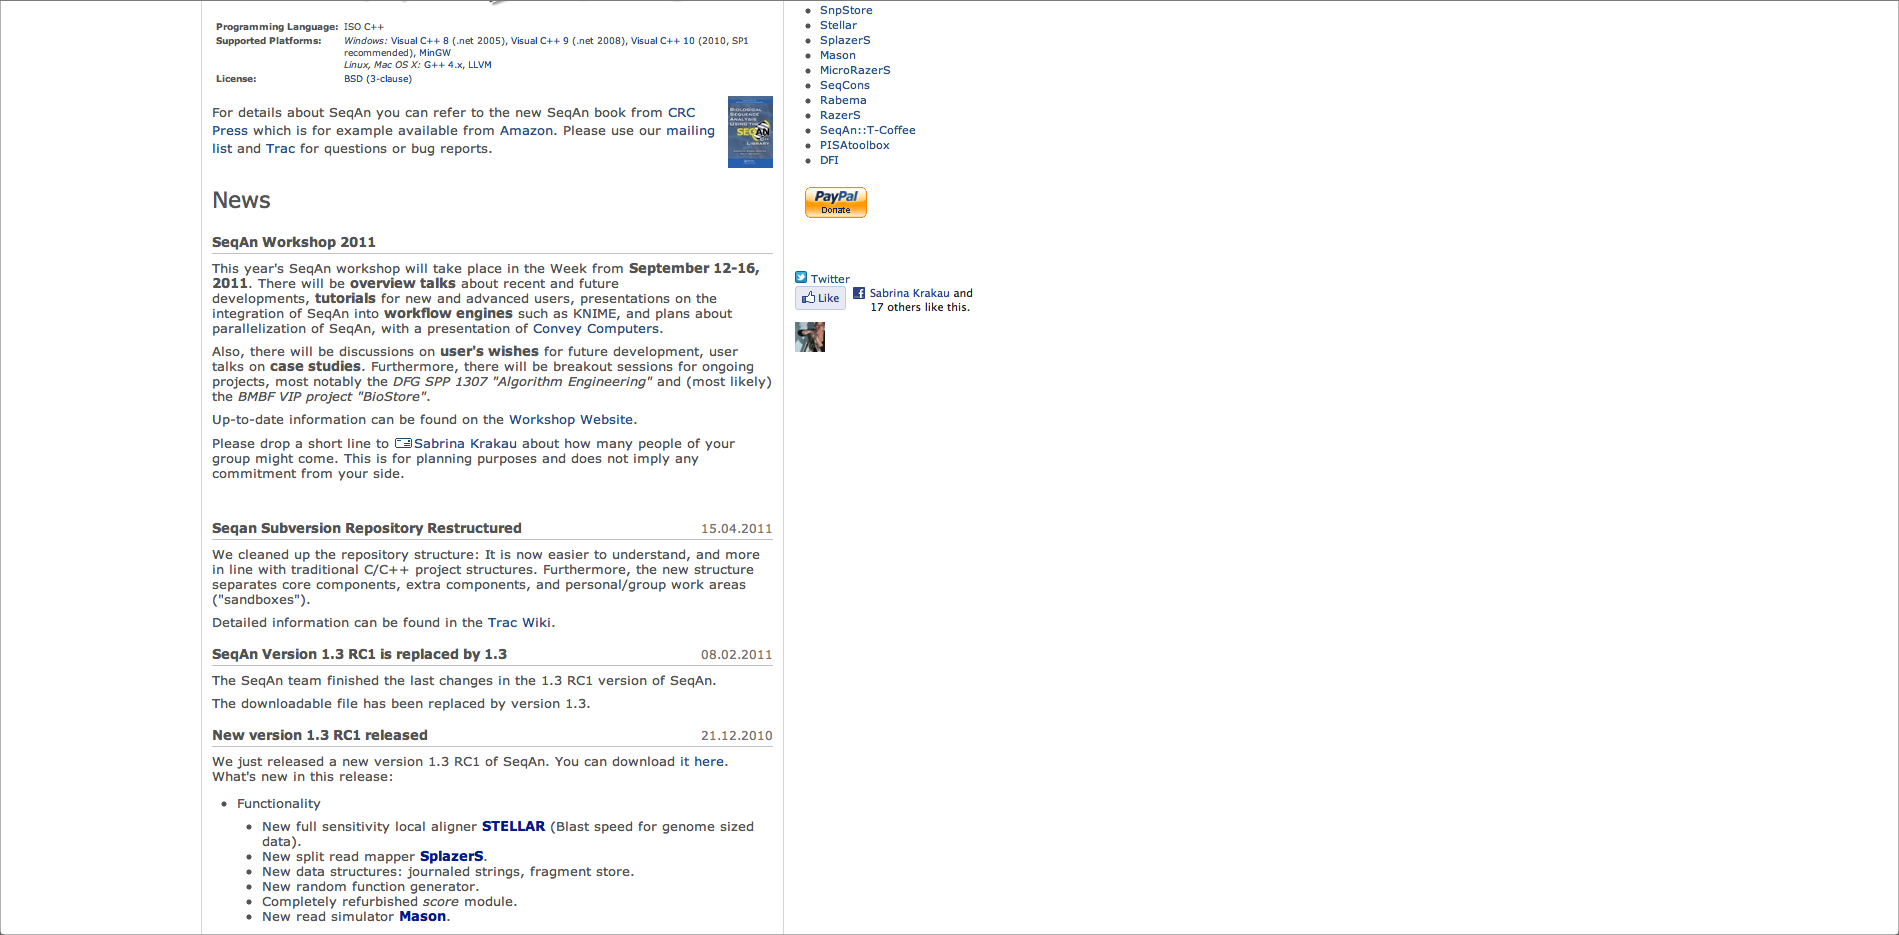 Programming Language: ISO C++
Supported Platforms: Windows: Visual C++ 8 (.net 2005), Visual C++ 9 (.net 2008), Visual C++ 10 (2010, SP1
recommended), MinGW
Linux, Mac OS X: G++ 4.x, LLVM
License: BSD (3-clause)
For details about SeqAn you can refer to the new SeqAn book from CRC
Press which is for example available from Amazon. Please use our mailing
list and Trac for questions or bug reports.
BIOLOGICAL
SEQUENCE
ANALYSIS
USING THE
SEQAN
C++
LIBRARY
News
SeqAn Workshop 2011
This year's SeqAn workshop will take place in the Week from September 12-16,
2011. There will be overview talks about recent and future
developments, tutorials for new and advanced users, presentations on the
integration of SeqAn into workflow engines such as KNIME, and plans about
parallelization of SeqAn, with a presentation of Convey Computers.
Also, there will be discussions on user's wishes for future development, user
talks on case studies. Furthermore, there will be breakout sessions for ongoing
projects, most notably the DFG SPP 1307 "Algorithm Engineering" and (most likely)
the BMBF VIP project "BioStore".
Up-to-date information can be found on the Workshop Website.
Please drop a short line to Sabrina Krakau about how many people of your
group might come. This is for planning purposes and does not imply any
commitment from your side.
Seqan Subversion Repository Restructured 15.04.2011
We cleaned up the repository structure: It is now easier to understand, and more
in line with traditional C/C++ project structures. Furthermore, the new structure
separates core components, extra components, and personal/group work areas
("sandboxes").
Detailed information can be found in the Trac Wiki.
SeqAn Version 1.3 RC1 is replaced by 1.3 08.02.2011
The SeqAn team finished the last changes in the 1.3 RC1 version of SeqAn.
The downloadable file has been replaced by version 1.3.
New version 1.3 RC1 released 21.12.2010
We just released a new version 1.3 RC1 of SeqAn. You can download it here.
What's new in this release:
• Functionality
• New full sensitivity local aligner STELLAR (Blast speed for genome sized
data).
• New split read mapper SplazerS.
• New data structures: journaled strings, fragment store.
• New random function generator.
• Completely refurbished score module.
• New read simulator Mason.
• SnpStore
• Stellar
• SplazerS
• Mason
• MicroRazerS
• SeqCons
• Rabema
• RazerS
• SeqAn::T-Coffee
• PISAtoolbox
• DFI
PayPal
Donate
Twitter
Like
Sabrina Krakau and
17 others like this.